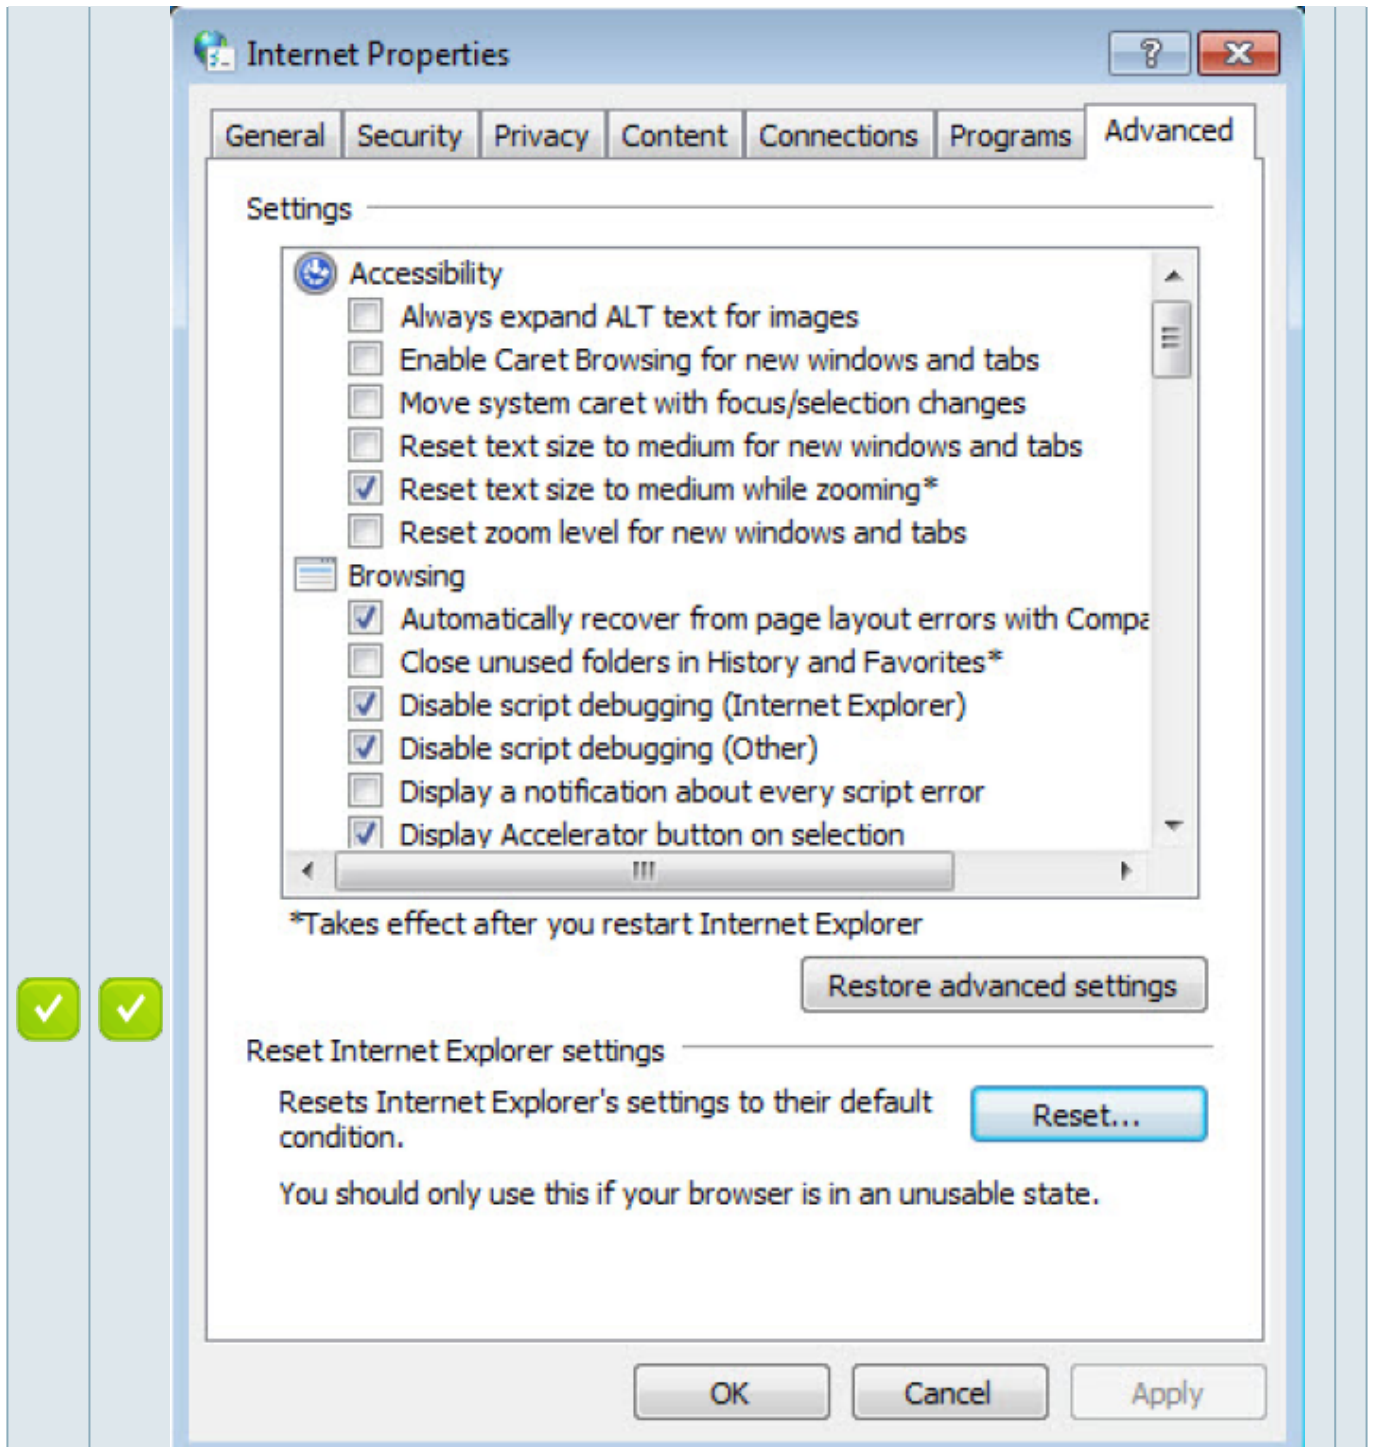 Internet Properties
General Security Privacy Content Connections Programs Advanced
Settings
Accessibility
Always expand ALT text for images
Enable Caret Browsing for new windows and tabs
Move system caret with focus/selection changes
Reset text size to medium for new windows and tabs
Reset text size to medium while zooming*
Reset zoom level for new windows and tabs
Browsing
Automatically recover from page layout errors with Compa
Close unused folders in History and Favorites*
Disable script debugging (Internet Explorer)
Disable script debugging (Other)
Display a notification about every script error
Display Accelerator button on selection
*Takes effect after you restart Internet Explorer
Restore advanced settings
Reset Internet Explorer settings
Resets Internet Explorer's settings to their default
condition.
Reset...
You should only use this if your browser is in an unusable state.
OK Cancel Apply